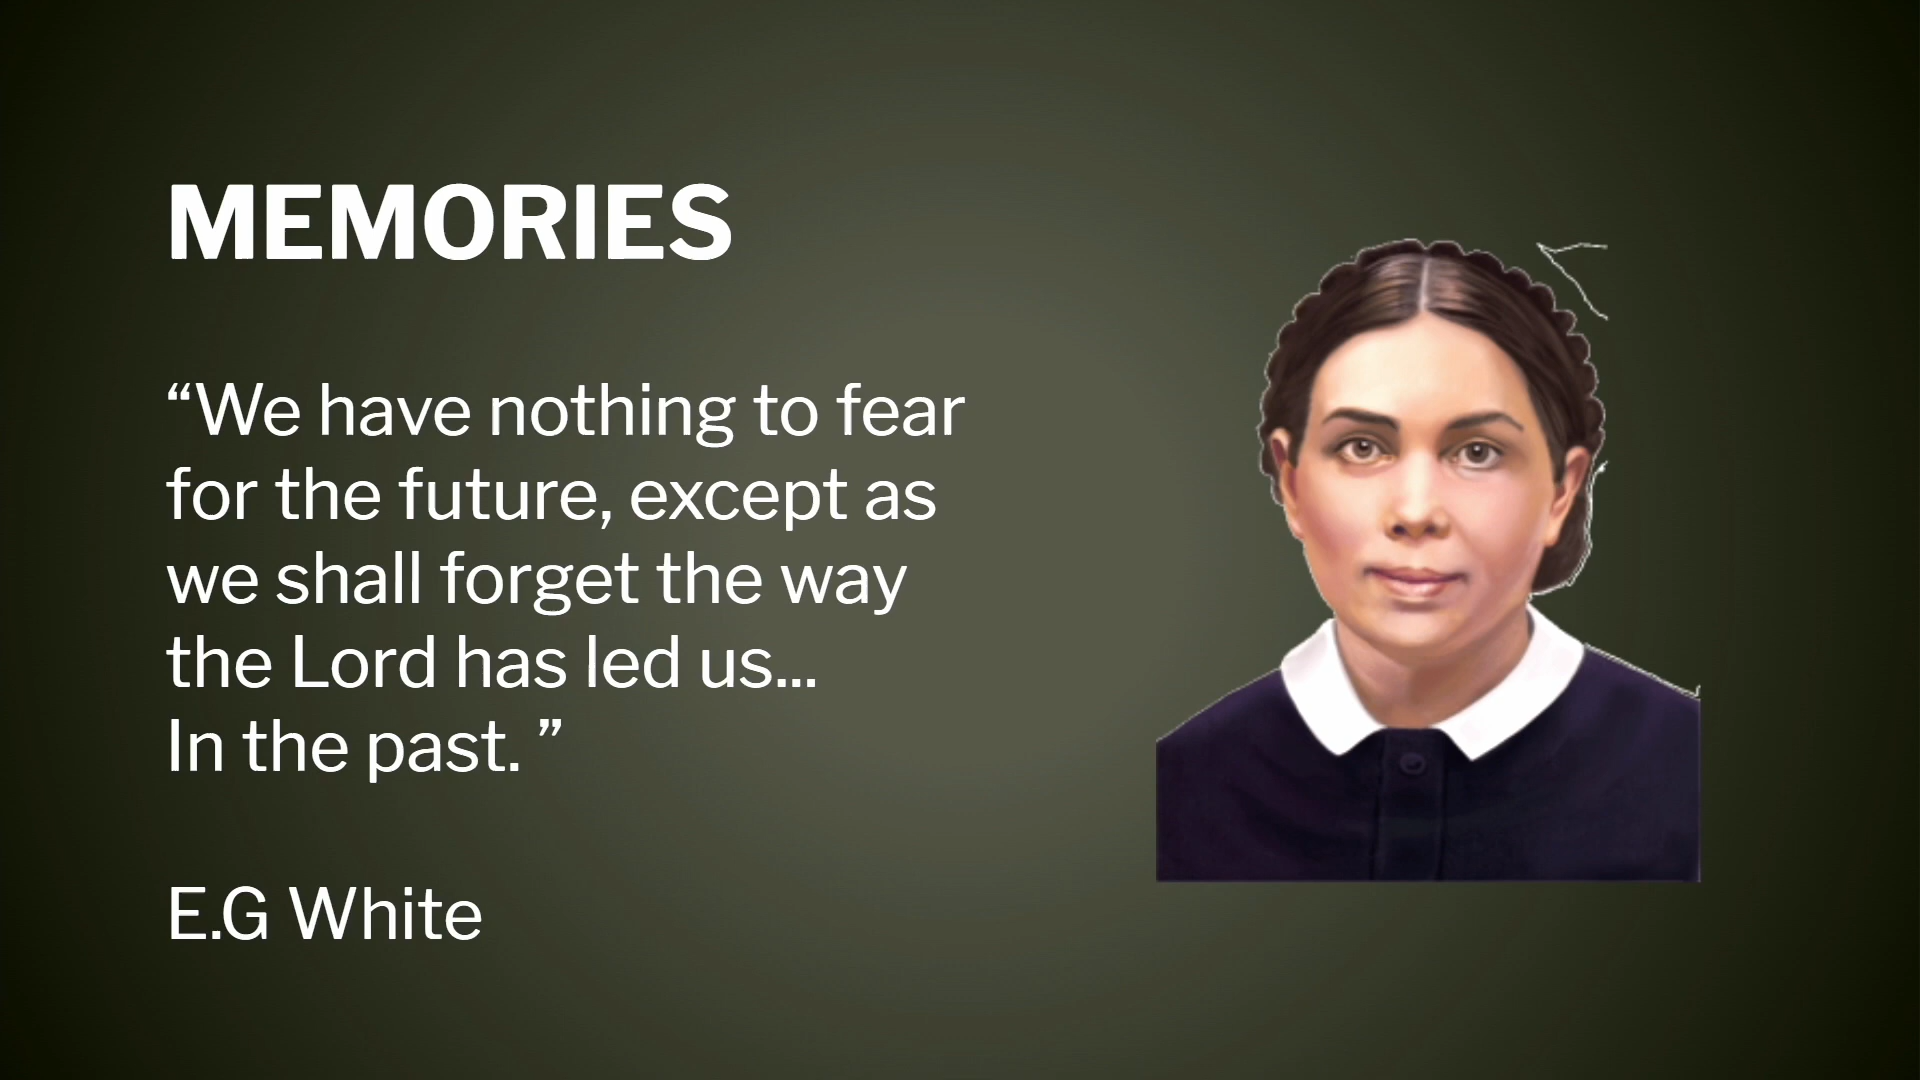 MEMORIES
“We have nothing to fear
for the future, except as
we shall forget the way
the Lord has led us...
In the past. ”
E.G White